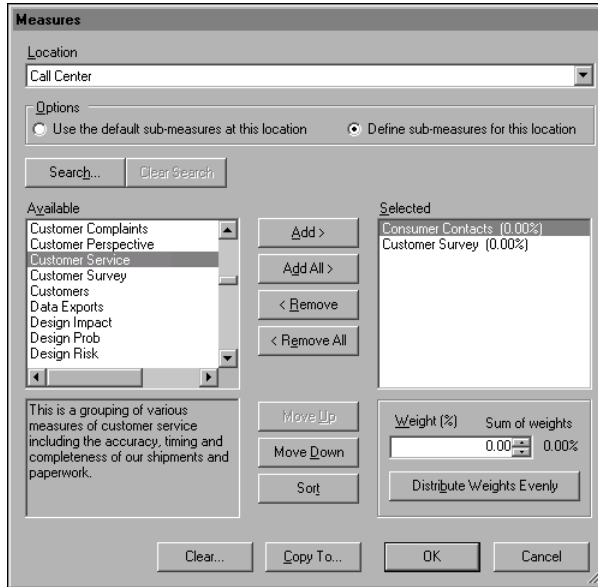 Measures
Location
Call Center
Options
Use the default sub-measures at this location
Define sub-measures for this location
Search...
Clear Search
Available
Customer Complaints
Customer Perspective
Customer Service
Customer Survey
Customers
Data Exports
Design Impact
Design Prob
Design Risk
Add >
Add All >
< Remove
< Remove All
Selected
Consumer Contacts (0.00%)
Customer Survey (0.00%)
This is a grouping of various
measures of customer service
including the accuracy, timing and
completeness of our shipments and
paperwork.
Move Up
Move Down
Sort
Weight (%)
Sum of weights
0.00
0.00%
Distribute Weights Evenly
Clear...
Copy To...
OK
Cancel